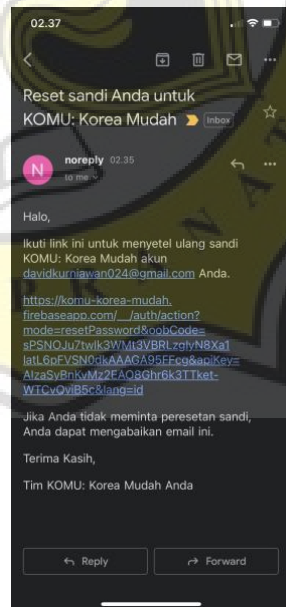 02.37
Reset sandi Anda untuk
KOMU: Korea Mudah Inbox
N
noreply 02.35
to me
Halo,
Ikuti link ini untuk menyetel ulang sandi
KOMU: Korea Mudah akun
davidkurniawan024@gmail.com Anda.
https://komu-korea-mudah.
firebaseapp.com/__/auth/action?
mode=resetPassword&oobCode=
sPSNOJu7twlk3WMt3VBRLzglyN8Xa1
JatL6pFVSN0dkAAAGA95FFcg&apiKey=
AIzaSyBnKvMz2EAO8Ghr6k3TTket-
WTCvQviB5c&lang=id
Jika Anda tidak meminta peresetan sandi,
Anda dapat mengabaikan email ini.
Terima Kasih,
Tim KOMU: Korea Mudah Anda
Reply
Forward